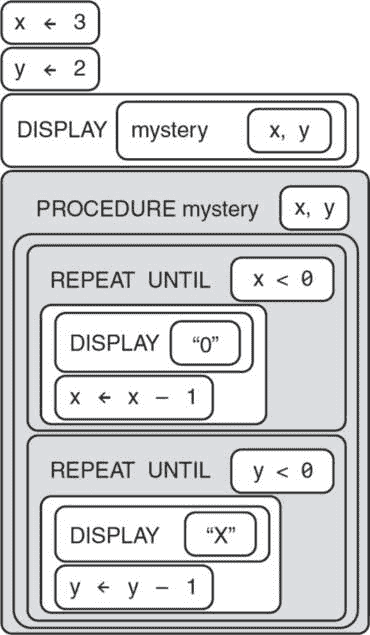 x ← 3
y ← 2
DISPLAY mystery x, y
PROCEDURE mystery x, y
REPEAT UNTIL x < 0
DISPLAY “0”
x ← x – 1
REPEAT UNTIL y < 0
DISPLAY “X”
y ← y – 1